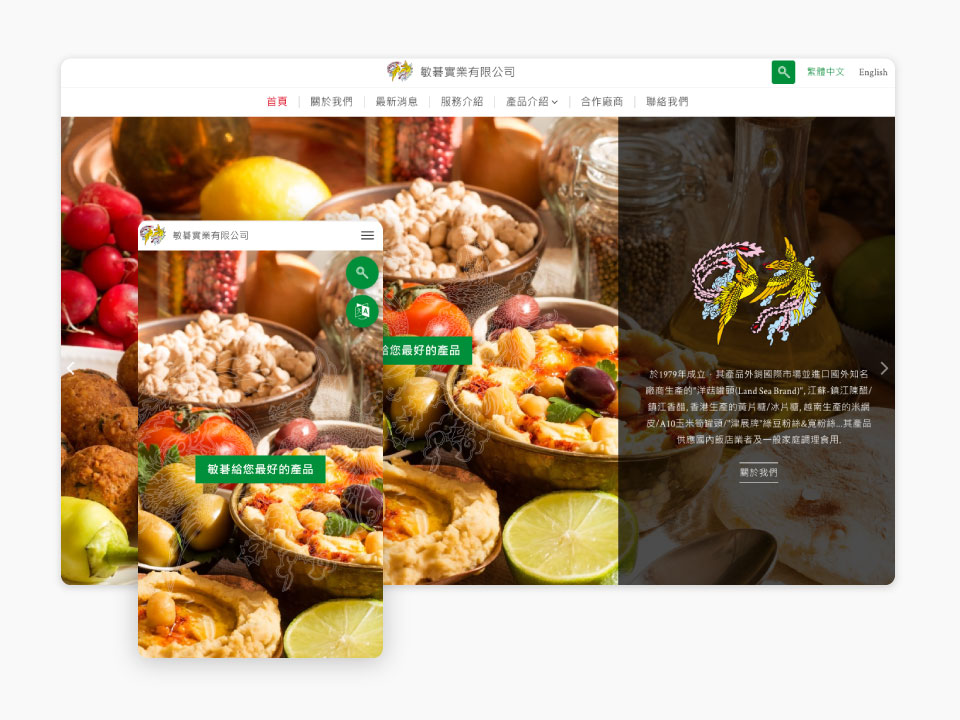 敏暮實業有限公司
繁體中文
English
首頁
關於我們
最新消息
服務介紹
產品介紹
合作廠商
聯絡我們
敏暮實業有限公司
給您最好的產品
敏暮給您最好的產品
於1979年成立，其產品外銷國際市場並進口國外知名
廠商生產的"洋菇罐頭(Land Sea Brand)", 江蘇-鎮江陳醋/
鎮江香醋, 香港生產的黃片糖/冰片糖, 越南生產的米網
皮/A10玉米筍罐頭/"津展牌"綠豆粉絲&寬粉絲...其產品
供應國內飯店業者及一般家庭調理食用.
關於我們